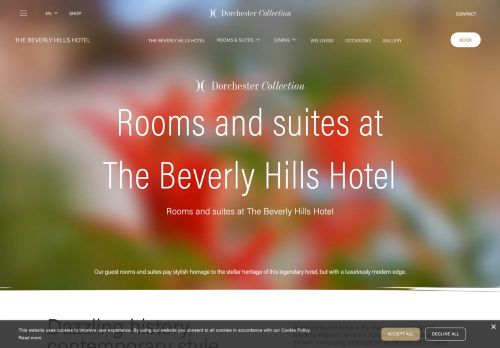 EN SHOP
Dorchester Collection
CONTACT
THE BEVERLY HILLS HOTEL
THE BEVERLY HILLS HOTEL ROOMS & SUITES DINING WELLNESS OCCASIONS GALLERY
BOOK
Dorchester Collection
Rooms and suites at
The Beverly Hills Hotel
Rooms and suites at The Beverly Hills Hotel
Our guest rooms and suites pay stylish homage to the stellar heritage of this legendary hotel, but with a luxuriously modern edge.
Dazzling history
contemporary style
This website uses cookies to improve user experience. By using our website you consent to all cookies in accordance with our Cookie Policy.
Read more
ACCEPT ALL
DECLINE ALL